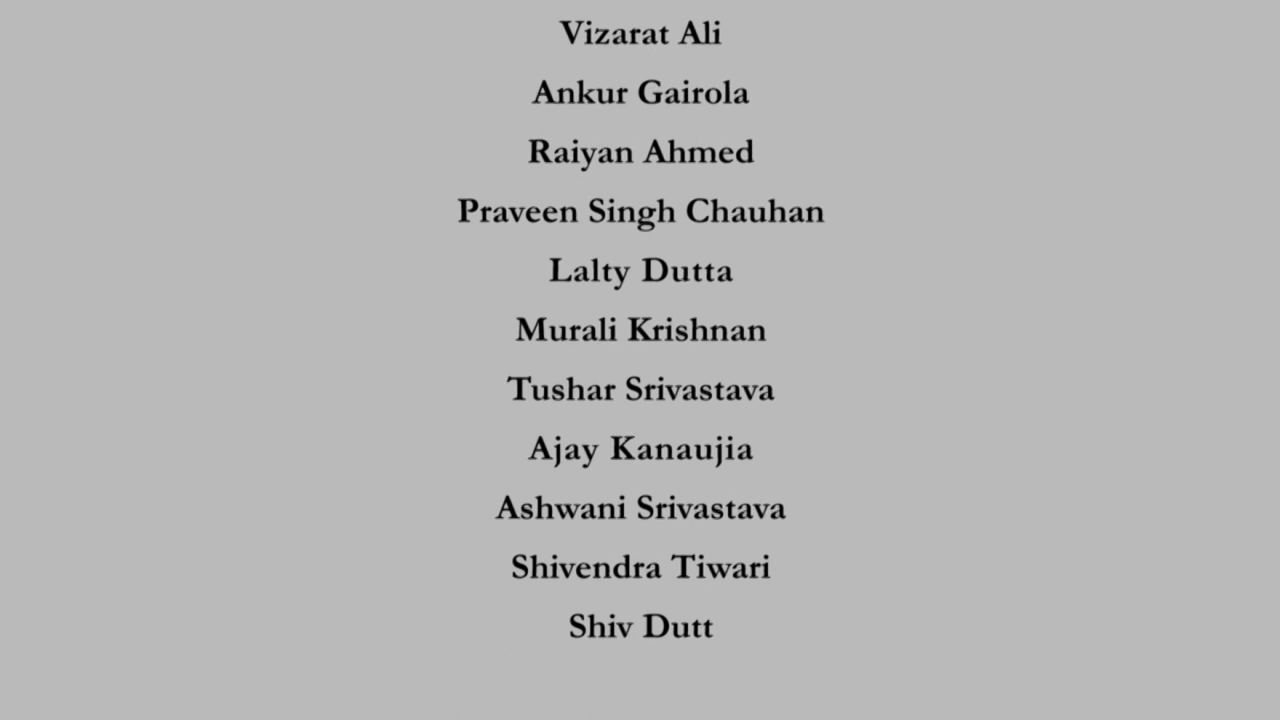 Vizarat Ali
Ankur Gairola
Raiyan Ahmed
Praveen Singh Chauhan
Lalty Dutta
Murali Krishnan
Tushar Srivastava
Ajay Kanaujia
Ashwani Srivastava
Shivendra Tiwari
Shiv Dutt